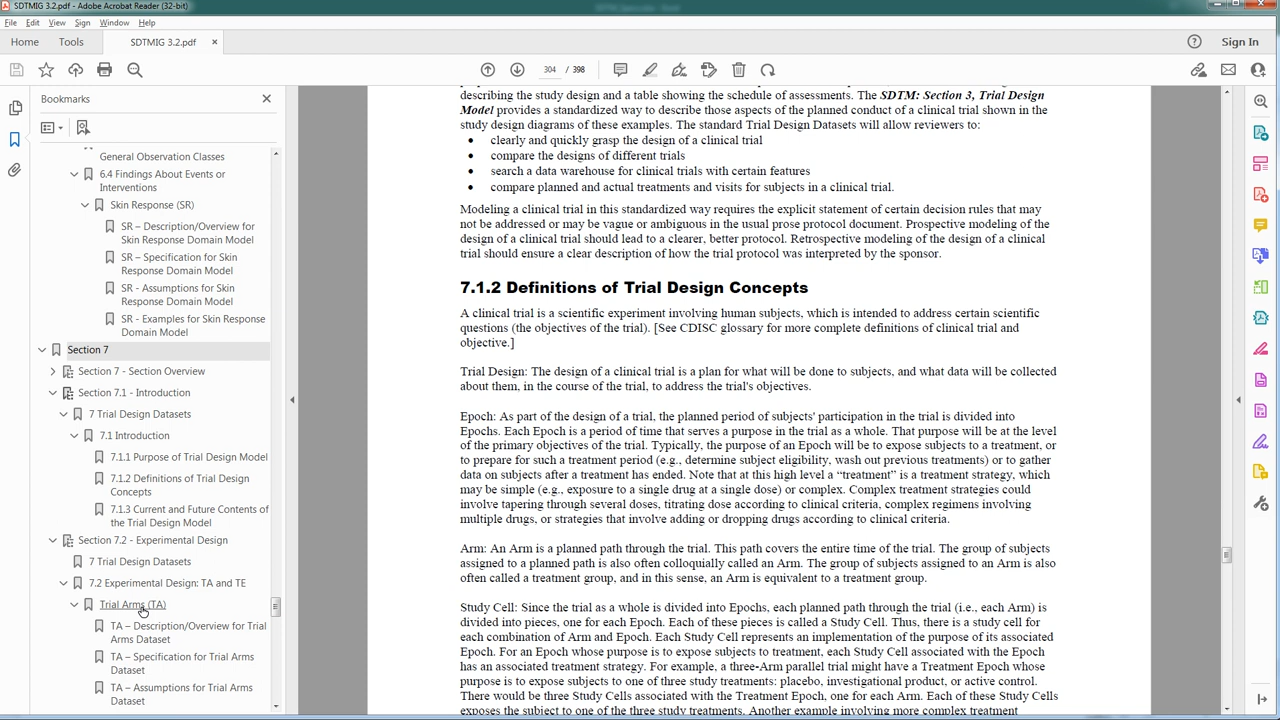 SDTMIG 3.2.pdf - Adobe Acrobat Reader (32-bit)
File Edit View Sign Window Help
Home Tools SDTMIG 3.2.pdf × Sign In
304 / 398
Bookmarks
General Observation Classes
6.4 Findings About Events or
Interventions
Skin Response (SR)
SR – Description/Overview for
Skin Response Domain Model
SR – Specification for Skin
Response Domain Model
SR - Assumptions for Skin
Response Domain Model
SR - Examples for Skin Response
Domain Model
Section 7
Section 7 - Section Overview
Section 7.1 - Introduction
7 Trial Design Datasets
7.1 Introduction
7.1.1 Purpose of Trial Design Model
7.1.2 Definitions of Trial Design
Concepts
7.1.3 Current and Future Contents of
the Trial Design Model
Section 7.2 - Experimental Design
7 Trial Design Datasets
7.2 Experimental Design: TA and TE
Trial Arms (TA)
TA – Description/Overview for Trial
Arms Dataset
TA – Specification for Trial Arms
Dataset
TA – Assumptions for Trial Arms
Dataset
describing the study design and a table showing the schedule of assessments. The SDTM: Section 3, Trial Design
Model provides a standardized way to describe those aspects of the planned conduct of a clinical trial shown in the
study design diagrams of these examples. The standard Trial Design Datasets will allow reviewers to:
• clearly and quickly grasp the design of a clinical trial
• compare the designs of different trials
• search a data warehouse for clinical trials with certain features
• compare planned and actual treatments and visits for subjects in a clinical trial.
Modeling a clinical trial in this standardized way requires the explicit statement of certain decision rules that may
not be addressed or may be vague or ambiguous in the usual prose protocol document. Prospective modeling of the
design of a clinical trial should lead to a clearer, better protocol. Retrospective modeling of the design of a clinical
trial should ensure a clear description of how the trial protocol was interpreted by the sponsor.
7.1.2 Definitions of Trial Design Concepts
A clinical trial is a scientific experiment involving human subjects, which is intended to address certain scientific
questions (the objectives of the trial). [See CDISC glossary for more complete definitions of clinical trial and
objective.]
Trial Design: The design of a clinical trial is a plan for what will be done to subjects, and what data will be collected
about them, in the course of the trial, to address the trial's objectives.
Epoch: As part of the design of a trial, the planned period of subjects' participation in the trial is divided into
Epochs. Each Epoch is a period of time that serves a purpose in the trial as a whole. That purpose will be at the level
of the primary objectives of the trial. Typically, the purpose of an Epoch will be to expose subjects to a treatment, or
to prepare for such a treatment period (e.g., determine subject eligibility, wash out previous treatments) or to gather
data on subjects after a treatment has ended. Note that at this high level a “treatment” is a treatment strategy, which
may be simple (e.g., exposure to a single drug at a single dose) or complex. Complex treatment strategies could
involve tapering through several doses, titrating dose according to clinical criteria, complex regimens involving
multiple drugs, or strategies that involve adding or dropping drugs according to clinical criteria.
Arm: An Arm is a planned path through the trial. This path covers the entire time of the trial. The group of subjects
assigned to a planned path is also often colloquially called an Arm. The group of subjects assigned to an Arm is also
often called a treatment group, and in this sense, an Arm is equivalent to a treatment group.
Study Cell: Since the trial as a whole is divided into Epochs, each planned path through the trial (i.e., each Arm) is
divided into pieces, one for each Epoch. Each of these pieces is called a Study Cell. Thus, there is a study cell for
each combination of Arm and Epoch. Each Study Cell represents an implementation of the purpose of its associated
Epoch. For an Epoch whose purpose is to expose subjects to treatment, each Study Cell associated with the Epoch
has an associated treatment strategy. For example, a three-Arm parallel trial might have a Treatment Epoch whose
purpose is to expose subjects to one of three study treatments: placebo, investigational product, or active control.
There would be three Study Cells associated with the Treatment Epoch, one for each Arm. Each of these Study Cells
exposes the subject to one of the three study treatments. Another example involving more complex treatment